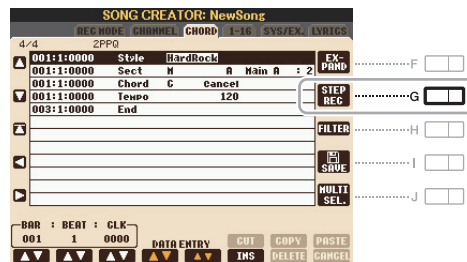 SONG CREATOR: NewSong
REC MODE CHANNEL CHORD 1-16 SYS/EX. LYRICS
4/4 2PPQ
001:1:0000 Style HardRock
001:1:0000 Sect M A Main A : 2
001:1:0000 Chord C Cancel
001:1:0000 Tempo 120
003:1:0000 End
EX-
PAND
F
STEP
REC
G
FILTER
H
SAVE
I
MULTI
SEL.
J
BAR : BEAT : CLK
001 1 0000
DATA ENTRY
CUT COPY PASTE
INS DELETE CANCEL